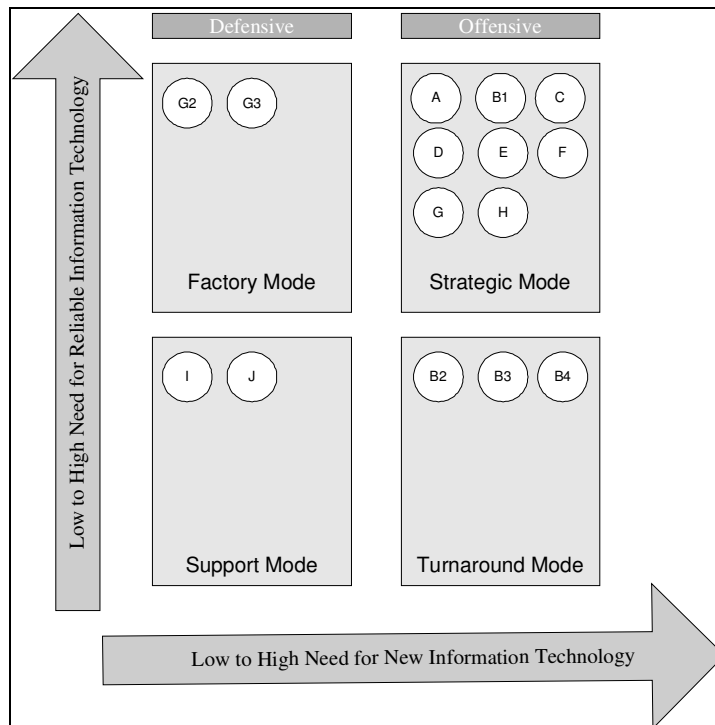 Defensive
Offensive
G2 G3
A B1 C
D E F
G H
Factory Mode
Strategic Mode
Low to High Need for Reliable Information Technology
I J
B2 B3 B4
Support Mode
Turnaround Mode
Low to High Need for New Information Technology